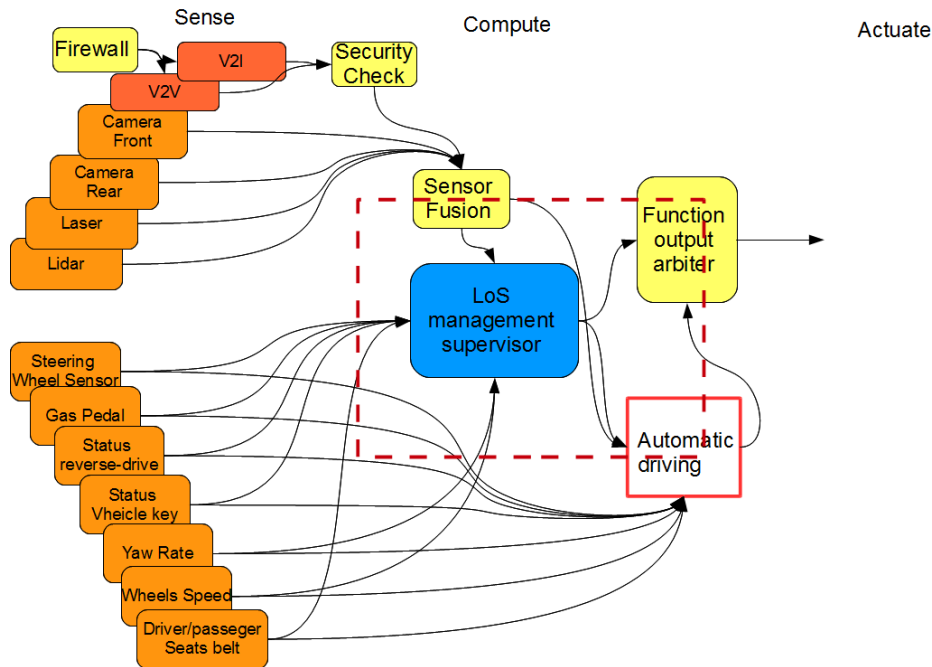 Sense
Compute
Actuate
Firewall
V2I
V2V
Security
Check
Camera
Front
Camera
Rear
Laser
Lidar
Sensor
Fusion
Function
output
arbiter
LoS
management
supervisor
Steering
Wheel Sensor
Gas Pedal
Status
reverse-drive
Status
Vheicle key
Yaw Rate
Wheels Speed
Driver/passeger
Seats belt
Automatic
driving